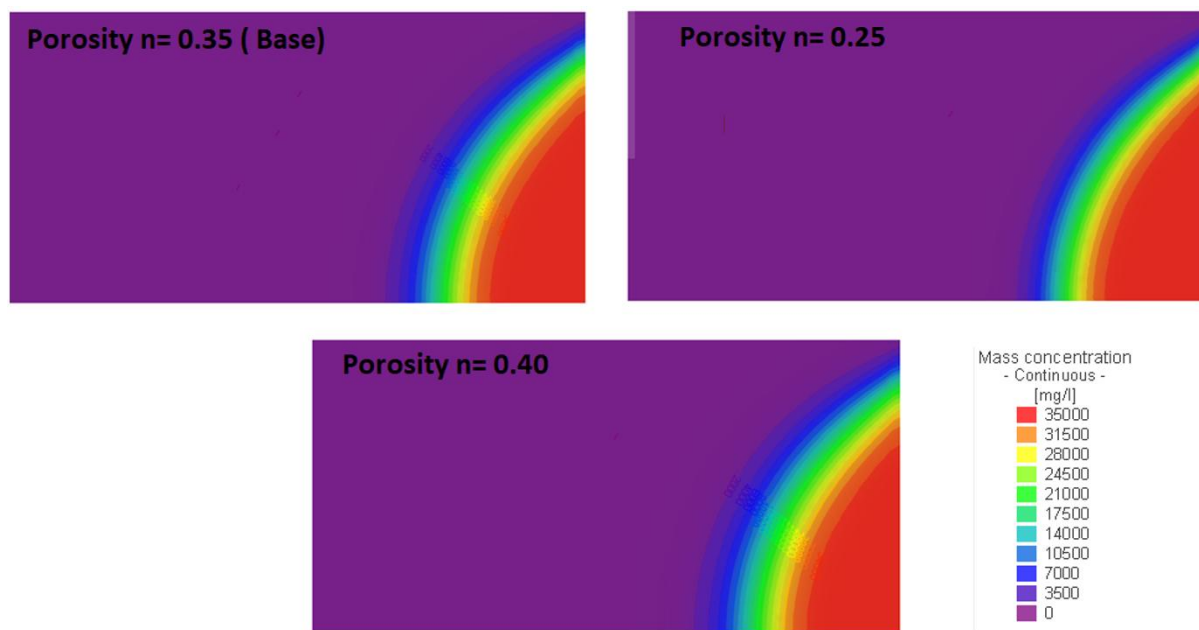 Porosity n= 0.35 ( Base)
Porosity n= 0.25
Porosity n= 0.40
Mass concentration
- Continuous -
[mg/l]
35000
31500
28000
24500
21000
17500
14000
10500
7000
3500
0